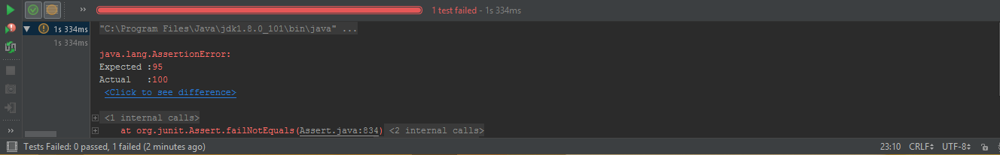 1 test failed - 1s 334ms
1s 334ms
1s 334ms
"C:\Program Files\Java\jdk1.8.0_101\bin\java" ...
java.lang.AssertionError:
Expected :95
Actual   :100
<Click to see difference>
<1 internal calls>
at org.junit.Assert.failNotEquals(Assert.java:834) <2 internal calls>
Tests Failed: 0 passed, 1 failed (2 minutes ago)
23:10 CRLF UTF-8